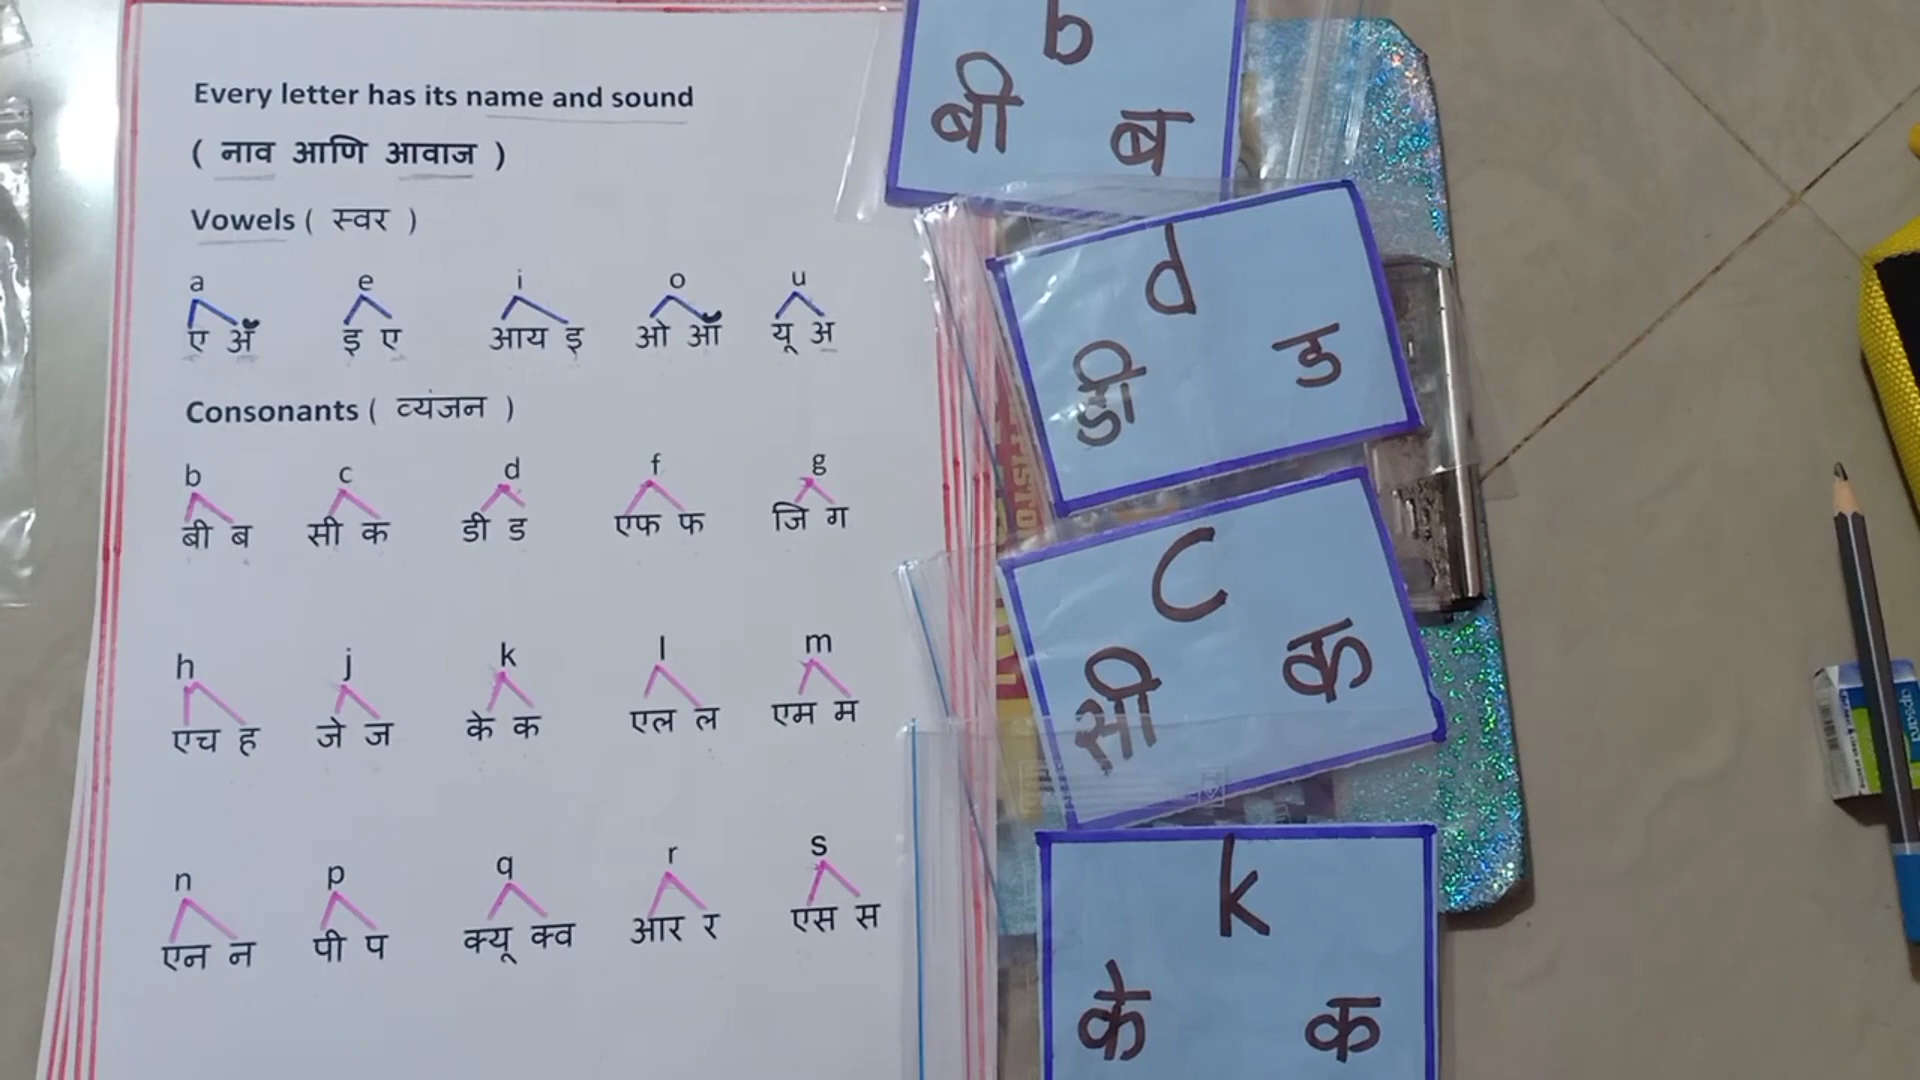 Every letter has its name and sound
( नाव आणि आवाज )
Vowels ( स्वर )
a e i o u
ए ॲ इ ए आय इ ओ ऑ यू अ
Consonants ( व्यंजन )
b c d f g
बी ब सी क डी ड एफ फ जि ग
h j k l m
एच ह जे ज के क एल ल एम म
n p q r s
एन न पी प क्यू क्व आर र एस स
b
बी ब
d
डी ड
C
सी क
k
के क
apsara